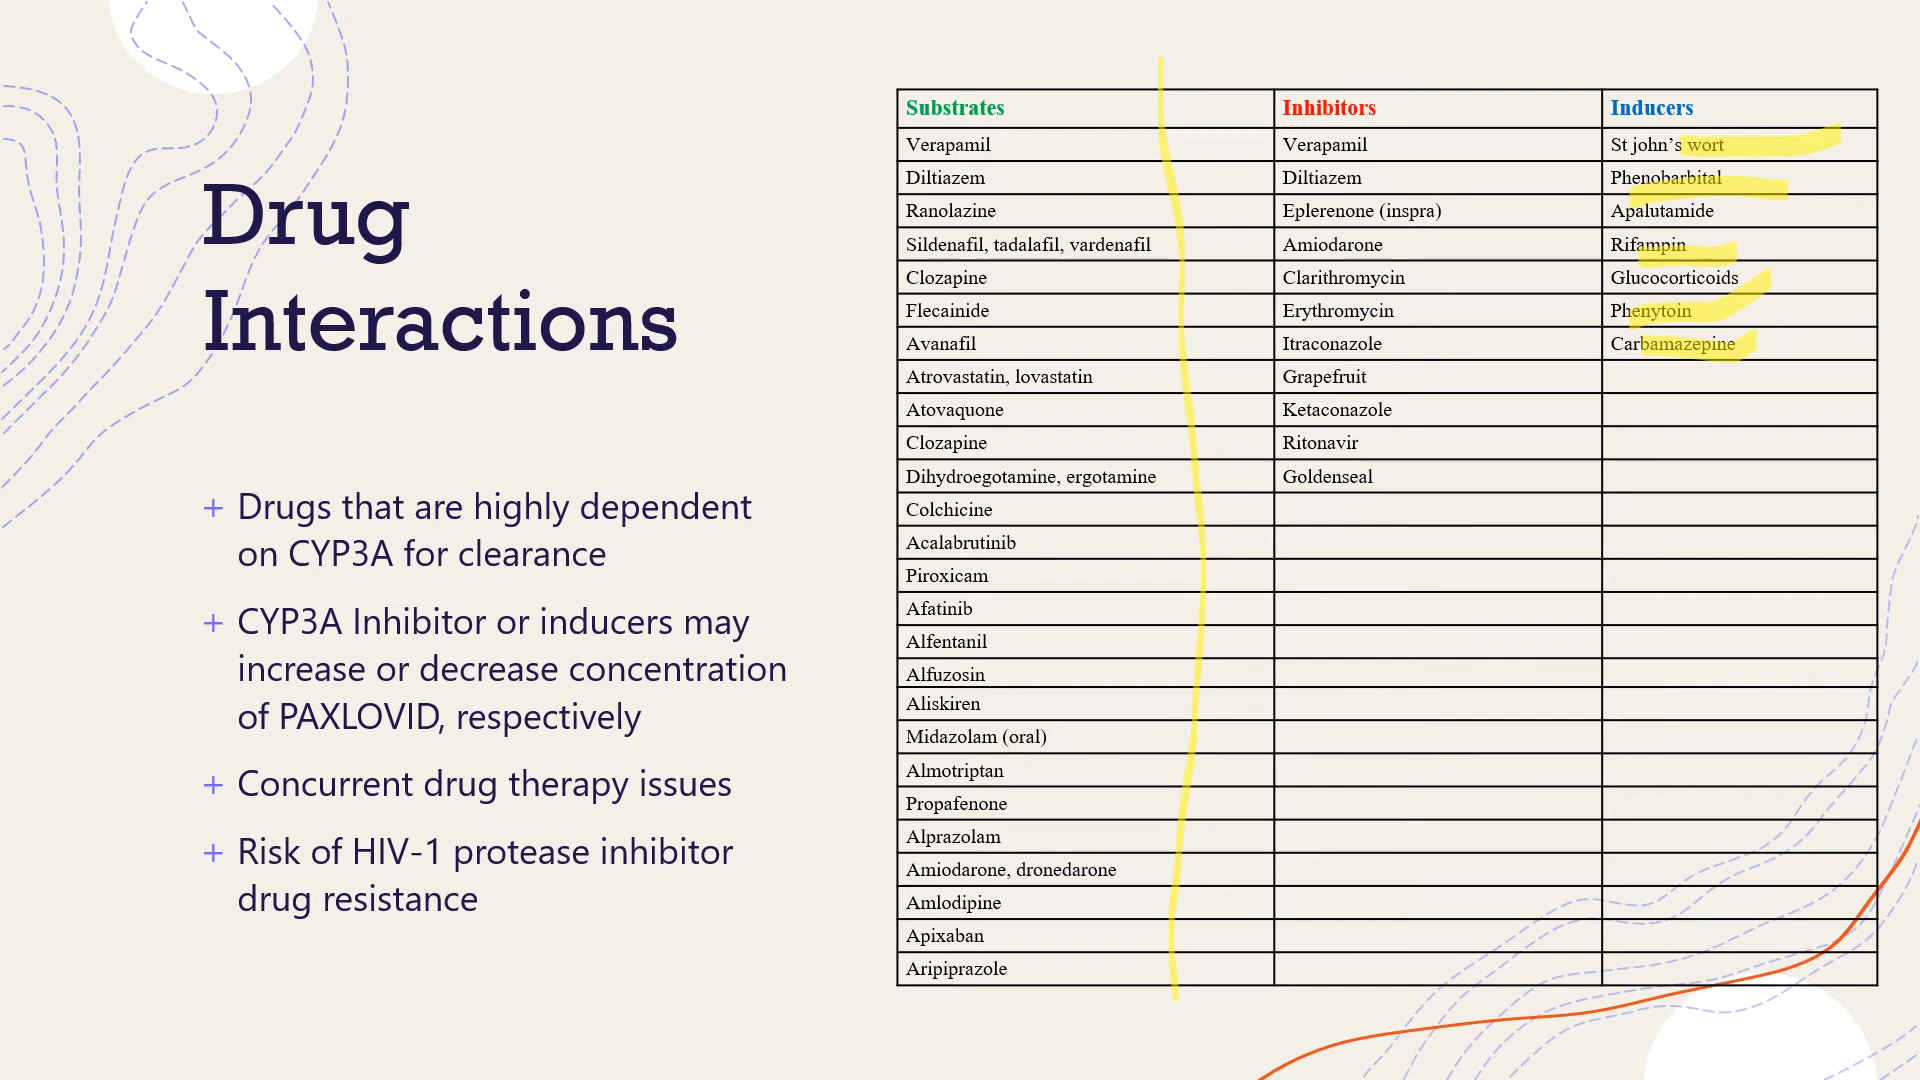 Drug
Interactions
+ Drugs that are highly dependent
on CYP3A for clearance
+ CYP3A Inhibitor or inducers may
increase or decrease concentration
of PAXLOVID, respectively
+ Concurrent drug therapy issues
+ Risk of HIV-1 protease inhibitor
drug resistance
Substrates Inhibitors Inducers
Verapamil Verapamil St john’s wort
Diltiazem Diltiazem Phenobarbital
Ranolazine Eplerenone (inspra) Apalutamide
Sildenafil, tadalafil, vardenafil Amiodarone Rifampin
Clozapine Clarithromycin Glucocorticoids
Flecainide Erythromycin Phenytoin
Avanafil Itraconazole Carbamazepine
Atrovastatin, lovastatin Grapefruit
Atovaquone Ketaconazole
Clozapine Ritonavir
Dihydroegotamine, ergotamine Goldenseal
Colchicine
Acalabrutinib
Piroxicam
Afatinib
Alfentanil
Alfuzosin
Aliskiren
Midazolam (oral)
Almotriptan
Propafenone
Alprazolam
Amiodarone, dronedarone
Amlodipine
Apixaban
Aripiprazole